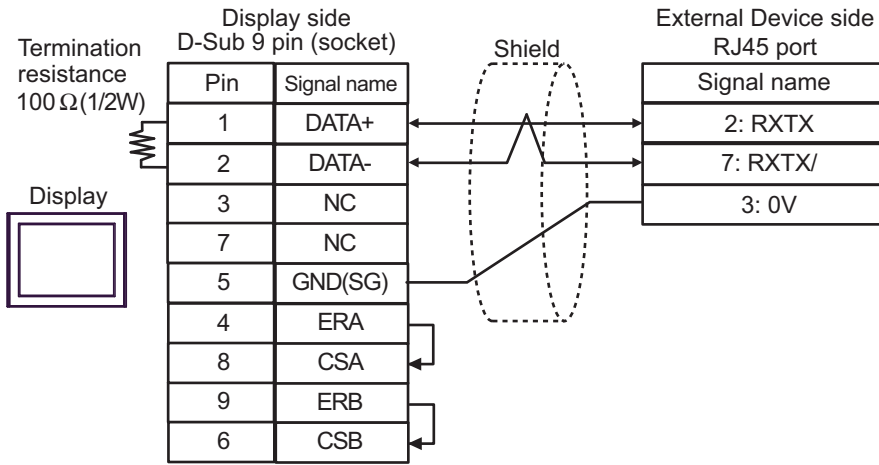 Display side
D-Sub 9 pin (socket)
External Device side
RJ45 port
Termination
resistance
100Ω(1/2W)
Shield
Display
Pin Signal name
1 DATA+
2 DATA-
3 NC
7 NC
5 GND(SG)
4 ERA
8 CSA
9 ERB
6 CSB
Signal name
2: RXTX
7: RXTX/
3: 0V